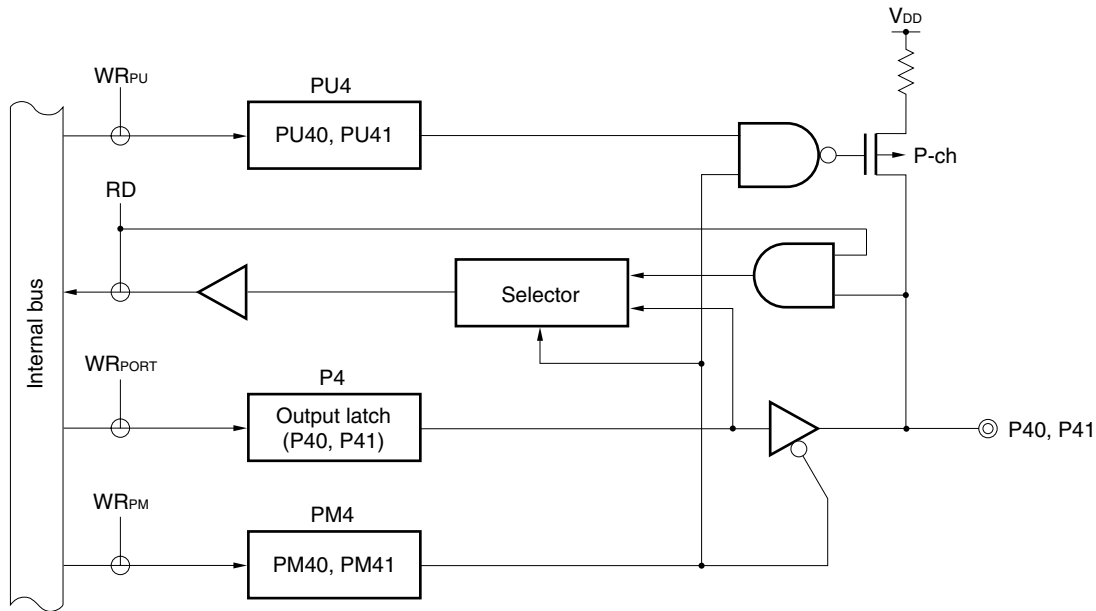 VDD
WRPU
PU4
PU40, PU41
P-ch
RD
Selector
Internal bus
WRPORT
P4
Output latch
(P40, P41)
P40, P41
WRPM
PM4
PM40, PM41